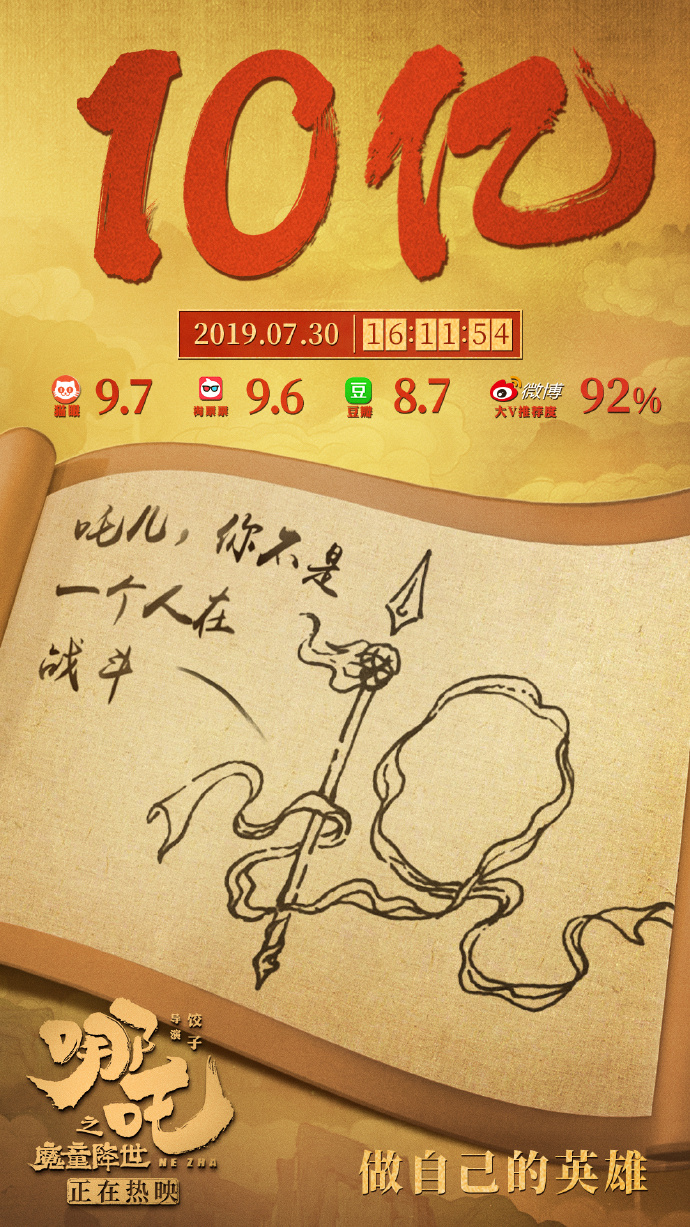 10亿
2019.07.30 16:11:54
猫眼 9.7 淘票票 9.6 豆 豆瓣 8.7 微博 大V推荐度 92%
吒儿，你不是
一个人在
战斗
哪吒
之
魔童降世
NE ZHA
导演 饺子
正在热映
做自己的英雄